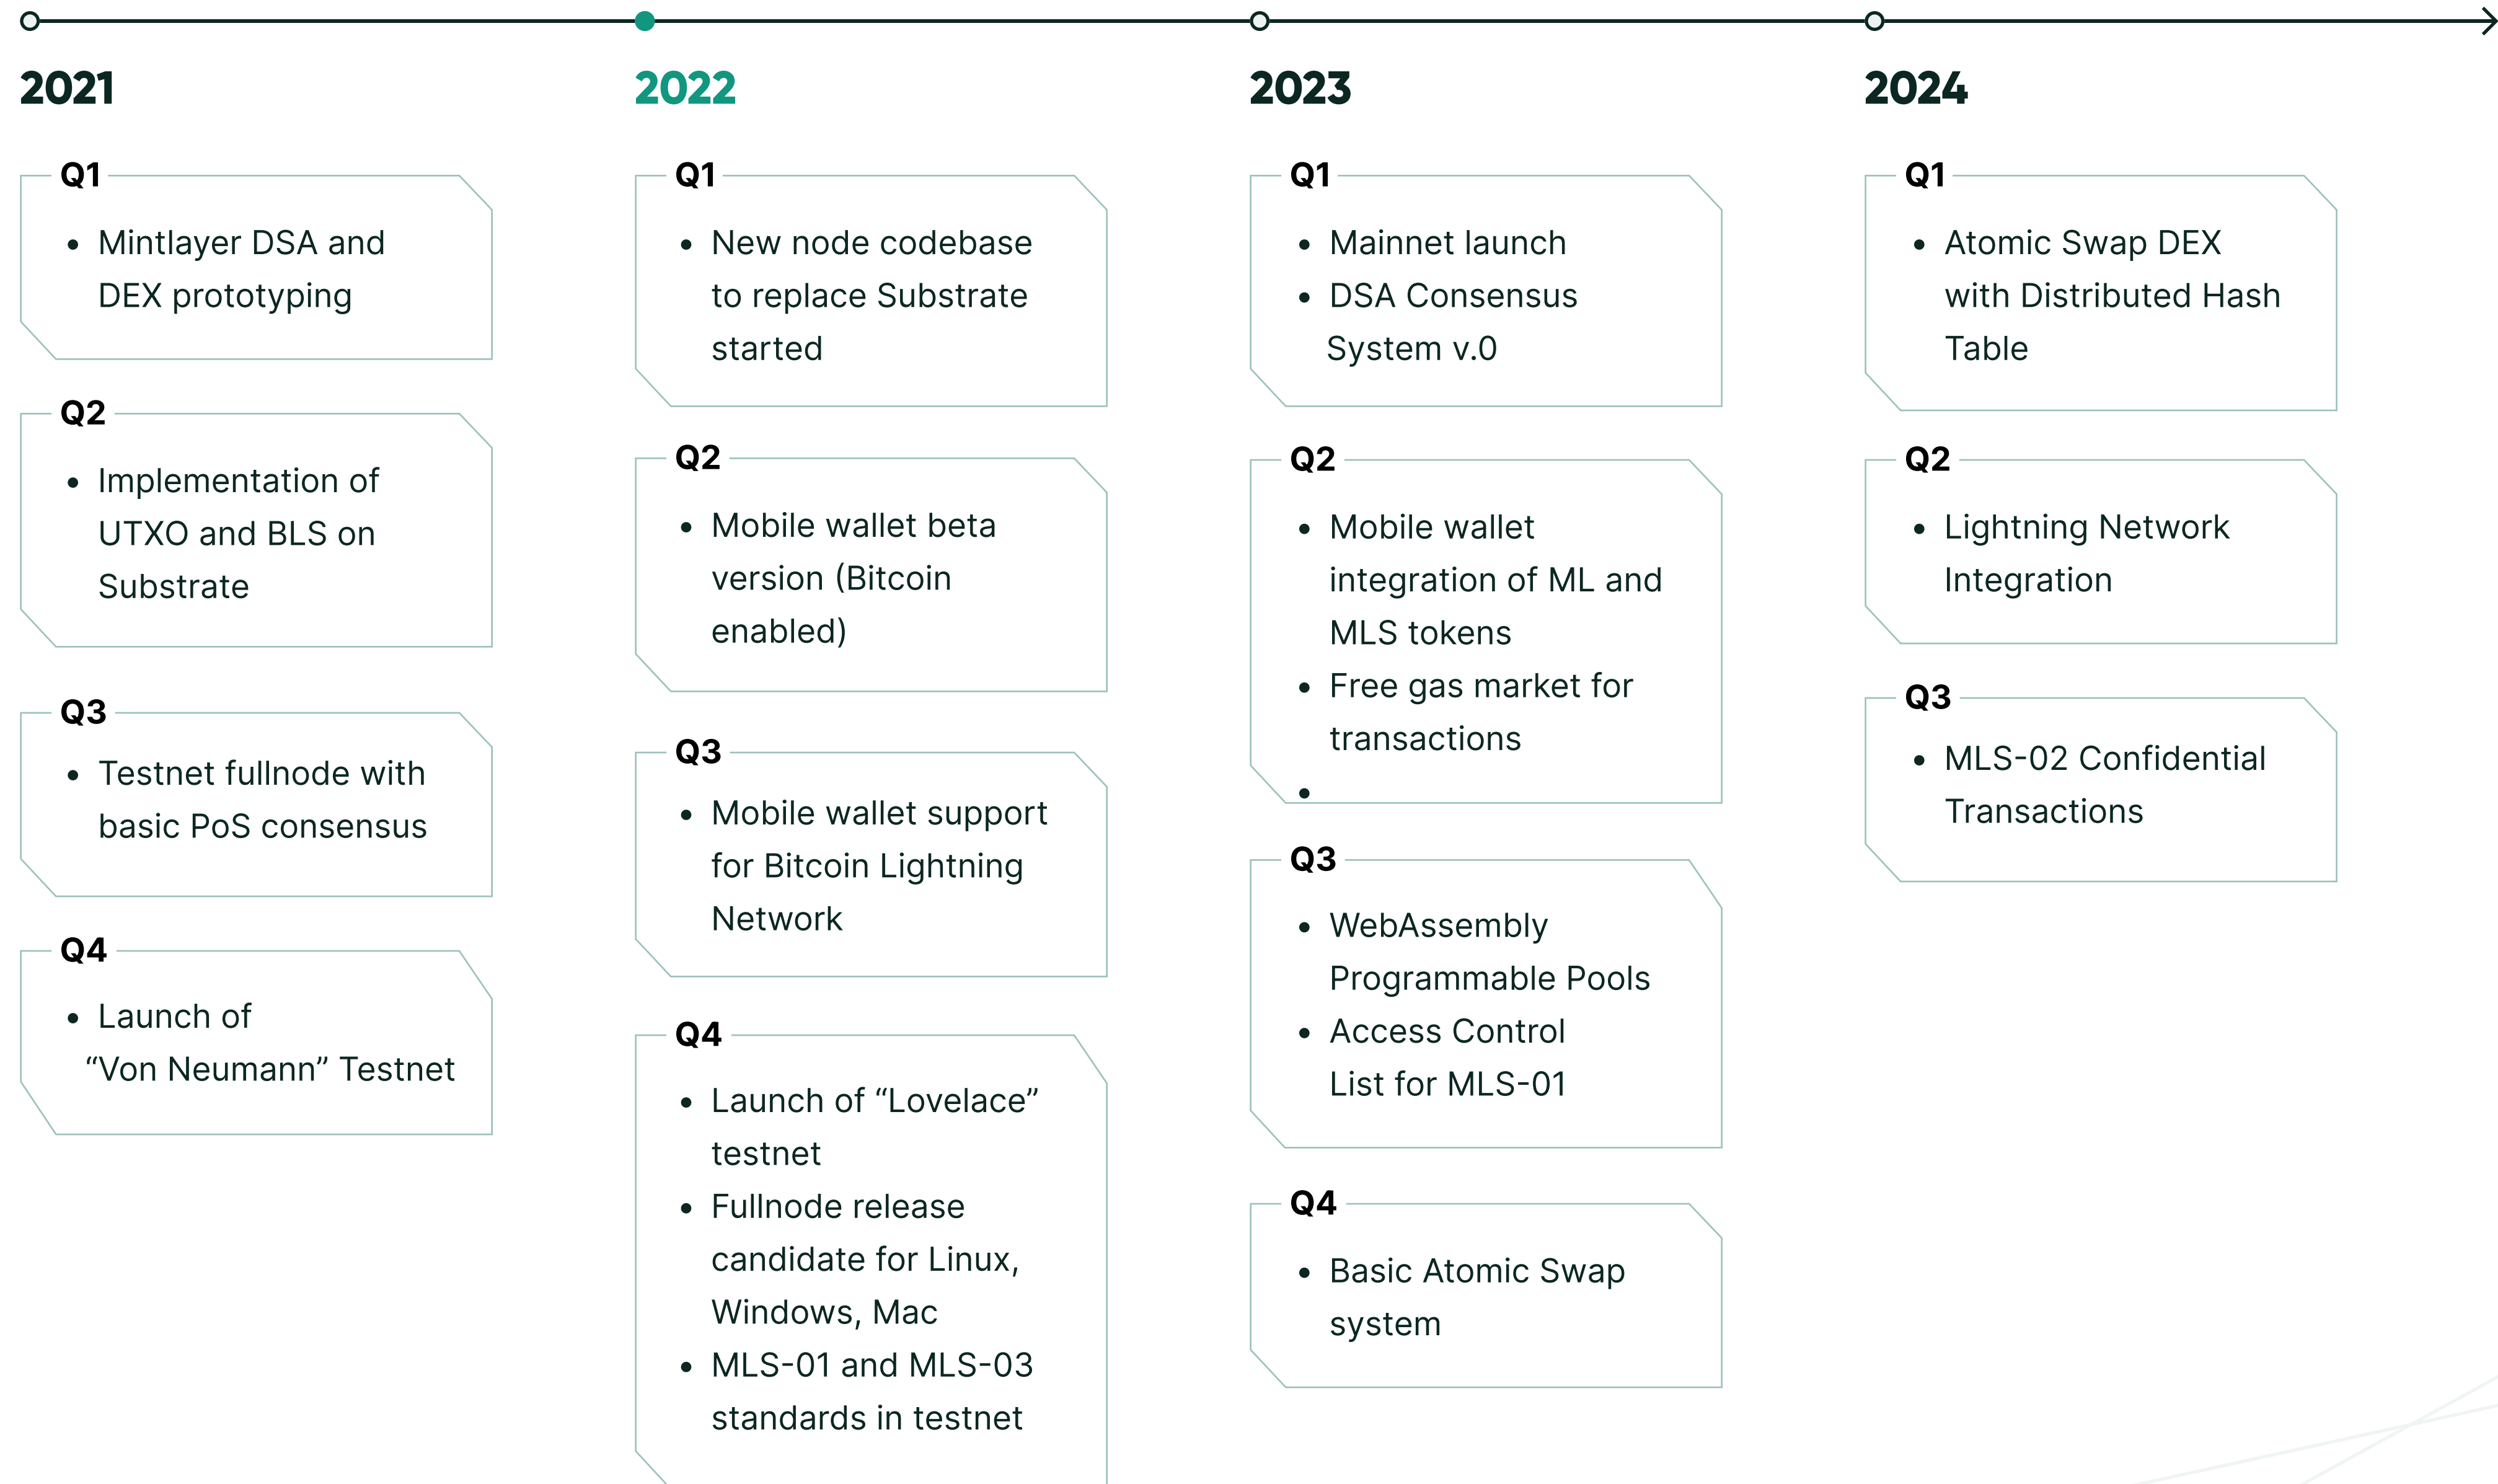 2021
Q1
• Mintlayer DSA and
DEX prototyping
Q2
• Implementation of
UTXO and BLS on
Substrate
Q3
• Testnet fullnode with
basic PoS consensus
Q4
• Launch of
“Von Neumann” Testnet
2022
Q1
• New node codebase
to replace Substrate
started
Q2
• Mobile wallet beta
version (Bitcoin
enabled)
Q3
• Mobile wallet support
for Bitcoin Lightning
Network
Q4
• Launch of “Lovelace”
testnet
• Fullnode release
candidate for Linux,
Windows, Mac
• MLS-01 and MLS-03
standards in testnet
2023
Q1
• Mainnet launch
• DSA Consensus
System v.0
Q2
• Mobile wallet
integration of ML and
MLS tokens
• Free gas market for
transactions
•
Q3
• WebAssembly
Programmable Pools
• Access Control
List for MLS-01
Q4
• Basic Atomic Swap
system
2024
Q1
• Atomic Swap DEX
with Distributed Hash
Table
Q2
• Lightning Network
Integration
Q3
• MLS-02 Confidential
Transactions